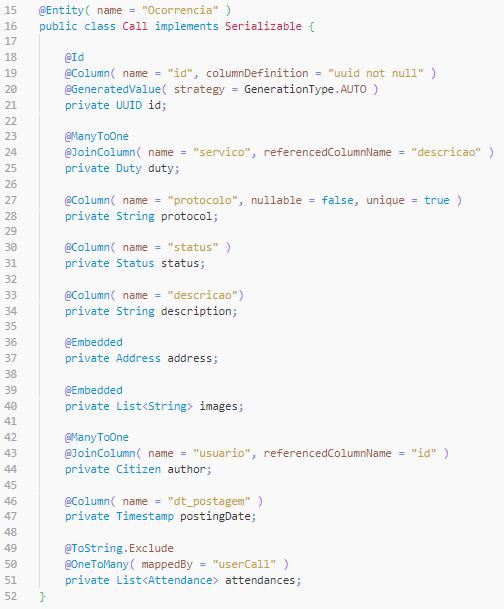 15 @Entity( name = "Ocorrencia" )
16 public class Call implements Serializable {
17
18 @Id
19 @Column( name = "id", columnDefinition = "uuid not null" )
20 @GeneratedValue( strategy = GenerationType.AUTO )
21 private UUID id;
22
23 @ManyToOne
24 @JoinColumn( name = "servico", referencedColumnName = "descricao" )
25 private Duty duty;
26
27 @Column( name = "protocolo", nullable = false, unique = true )
28 private String protocol;
29
30 @Column( name = "status" )
31 private Status status;
32
33 @Column( name = "descricao")
34 private String description;
35
36 @Embedded
37 private Address address;
38
39 @Embedded
40 private List<String> images;
41
42 @ManyToOne
43 @JoinColumn( name = "usuario", referencedColumnName = "id" )
44 private Citizen author;
45
46 @Column( name = "dt_postagem" )
47 private Timestamp postingDate;
48
49 @ToString.Exclude
50 @OneToMany( mappedBy = "userCall" )
51 private List<Attendance> attendances;
52 }